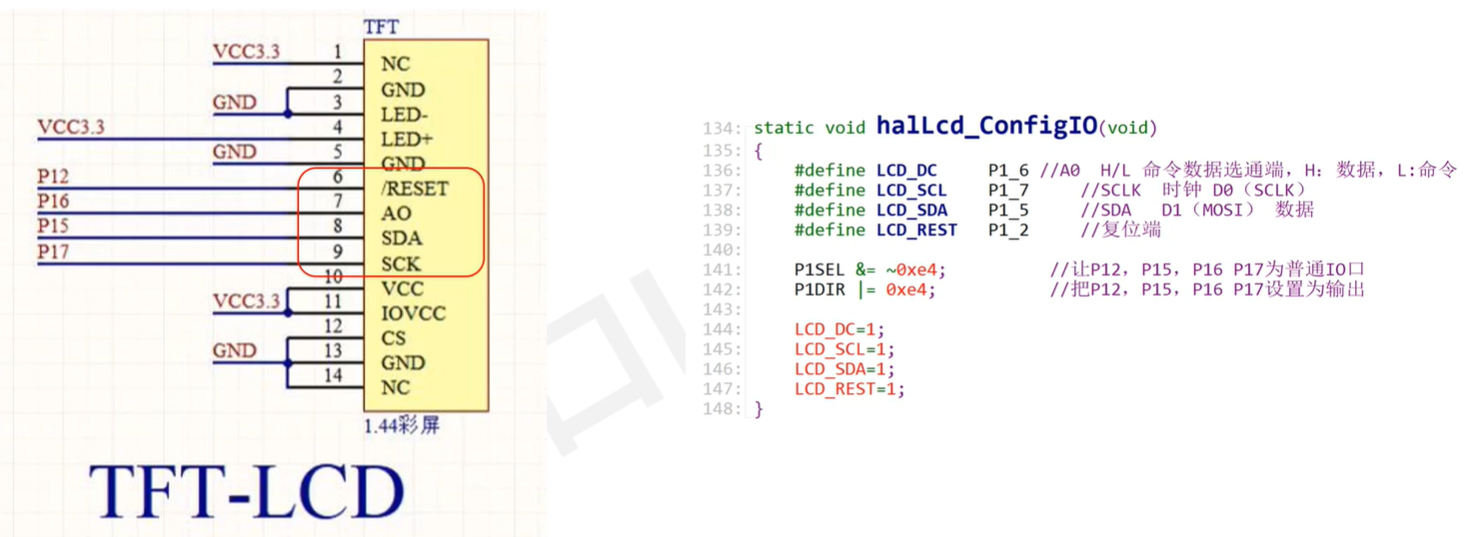 TFT
VCC3.3 1 NC
2 GND
GND 3 LED-
VCC3.3 4 LED+
GND 5 GND
P12 6 /RESET
P16 7 AO
P15 8 SDA
P17 9 SCK
10 VCC
VCC3.3 11 IOVCC
12 CS
GND 13 GND
14 NC
1.44彩屏
TFT-LCD
134: static void halLcd_ConfigIO(void)
135: {
136: #define LCD_DC P1_6 //A0 H/L 命令数据选通端，H：数据，L:命令
137: #define LCD_SCL P1_7 //SCLK 时钟 D0（SCLK）
138: #define LCD_SDA P1_5 //SDA D1（MOSI） 数据
139: #define LCD_REST P1_2 //复位端
140:
141: P1SEL &= ~0xe4; //让P12，P15，P16 P17为普通IO口
142: P1DIR |= 0xe4; //把P12，P15，P16 P17设置为输出
143:
144: LCD_DC=1;
145: LCD_SCL=1;
146: LCD_SDA=1;
147: LCD_REST=1;
148: }